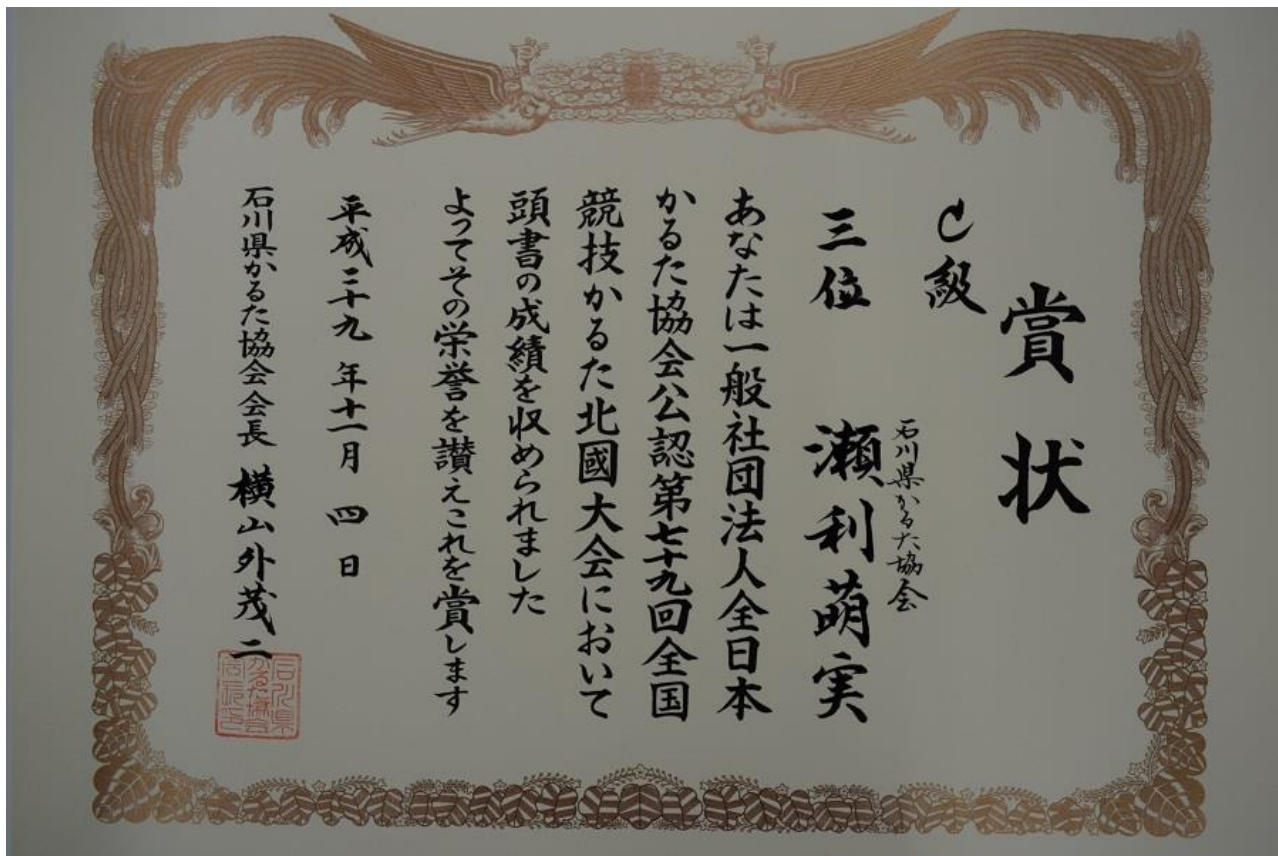 賞状
C級
石川県かるた協会
三位 瀬利萌実
あなたは一般社団法人全日本
かるた協会公認第七十九回全国
競技かるた北國大会において
頭書の成績を収められました
よってその栄誉を讃えこれを賞します
平成二十九年十一月四日
石川県かるた協会会長 横山外茂二